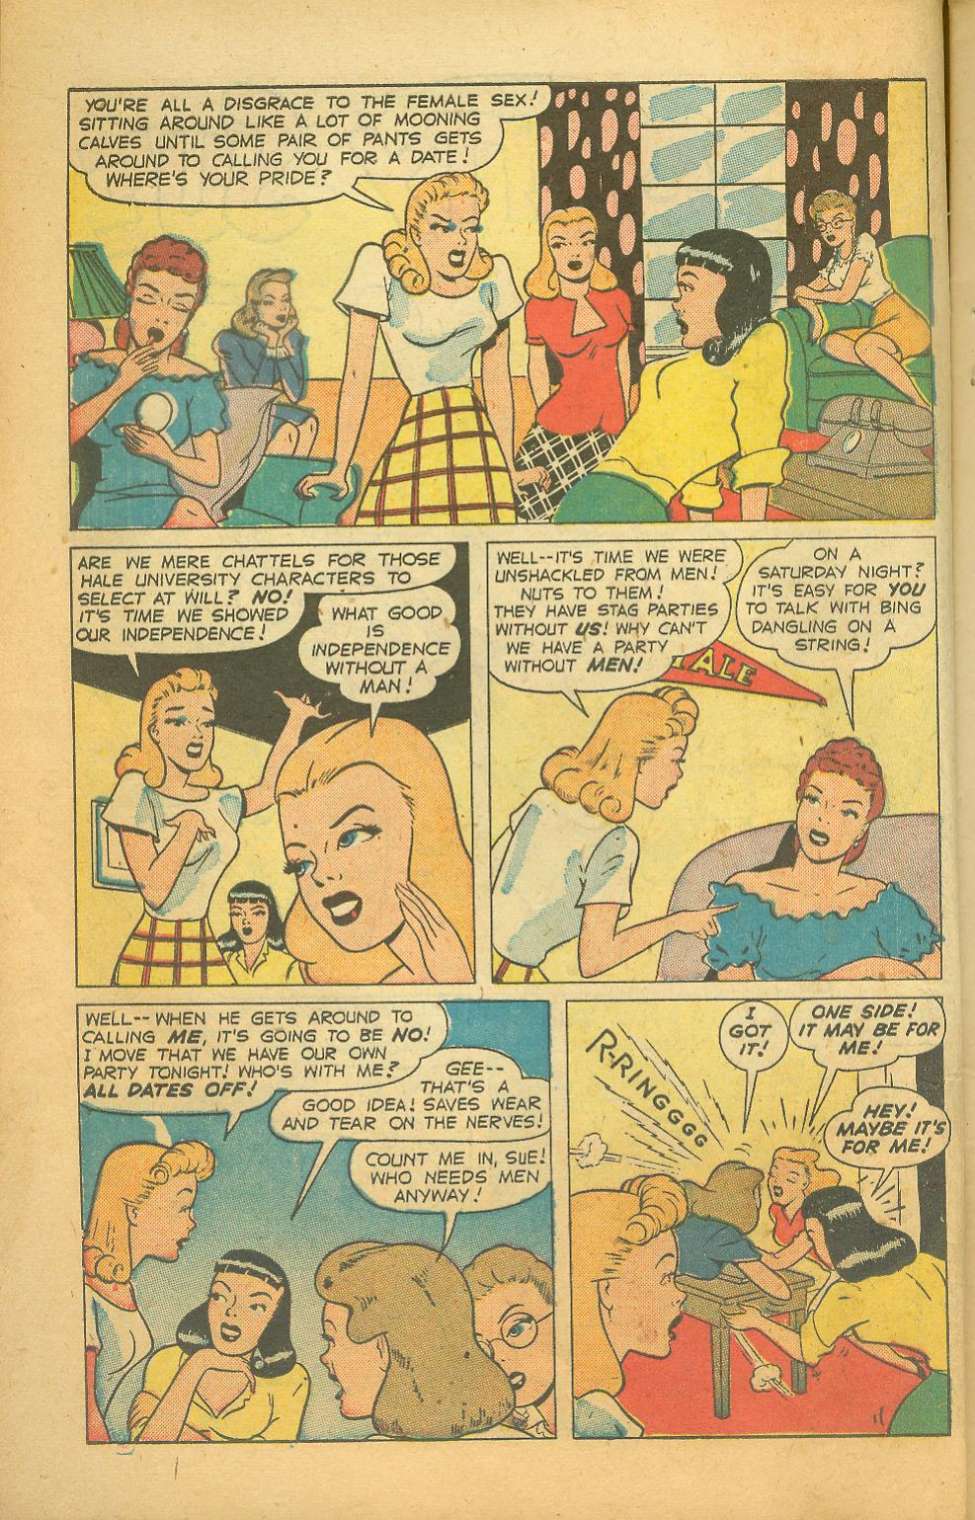 YOU'RE ALL A DISGRACE TO THE FEMALE SEX!
SITTING AROUND LIKE A LOT OF MOONING
CALVES UNTIL SOME PAIR OF PANTS GETS
AROUND TO CALLING YOU FOR A DATE!
WHERE'S YOUR PRIDE?
ARE WE MERE CHATTELS FOR THOSE
HALE UNIVERSITY CHARACTERS TO
SELECT AT WILL? NO!
IT'S TIME WE SHOWED
OUR INDEPENDENCE!
WHAT GOOD
IS
INDEPENDENCE
WITHOUT A
MAN!
WELL--IT'S TIME WE WERE
UNSHACKLED FROM MEN!
NUTS TO THEM!
THEY HAVE STAG PARTIES
WITHOUT US! WHY CAN'T
WE HAVE A PARTY
WITHOUT MEN!
ON A
SATURDAY NIGHT?
IT'S EASY FOR YOU
TO TALK WITH BING
DANGLING ON A
STRING!
ALE
WELL--WHEN HE GETS AROUND TO
CALLING ME, IT'S GOING TO BE NO!
I MOVE THAT WE HAVE OUR OWN
PARTY TONIGHT! WHO'S WITH ME?
ALL DATES OFF!
GEE--
THAT'S A
GOOD IDEA! SAVES WEAR
AND TEAR ON THE NERVES!
COUNT ME IN, SUE!
WHO NEEDS MEN
ANYWAY!
R-RRINGGGG
I
GOT
IT!
ONE SIDE!
IT MAY BE FOR
ME!
HEY!
MAYBE IT'S
FOR ME!